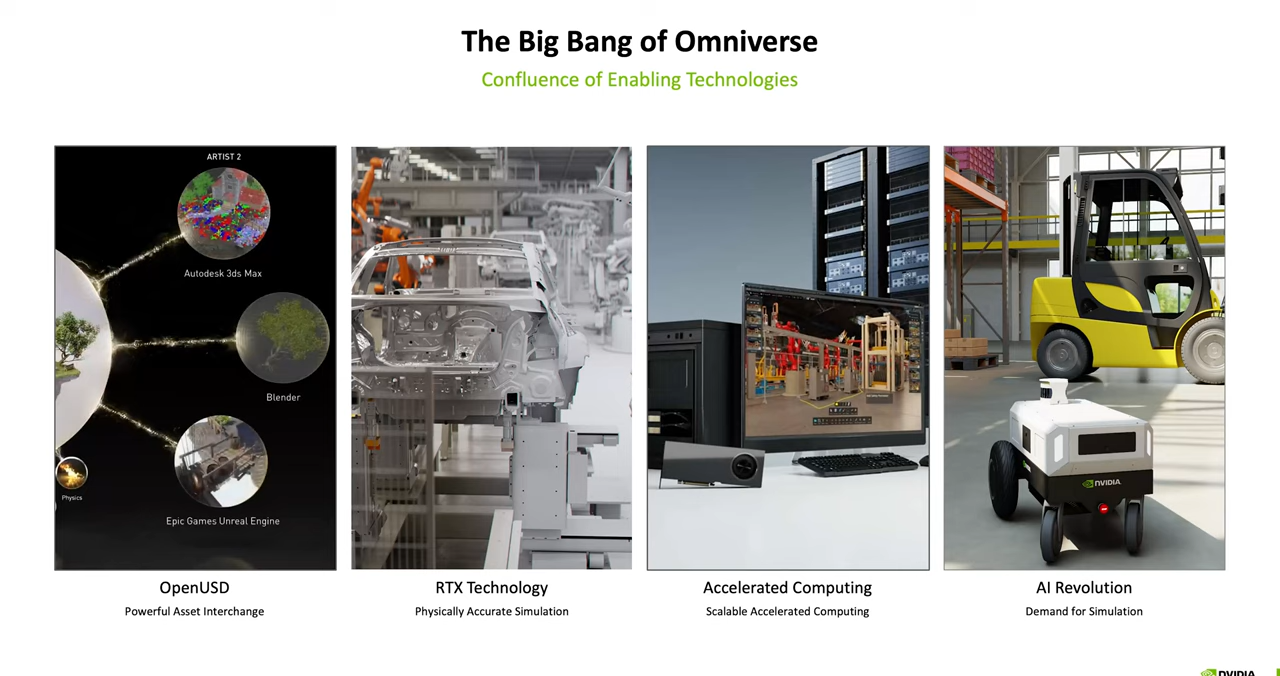 The Big Bang of Omniverse
Confluence of Enabling Technologies
ARTIST 2
Autodesk 3ds Max
Blender
Physics
Epic Games Unreal Engine
NVIDIA
OpenUSD
Powerful Asset Interchange
RTX Technology
Physically Accurate Simulation
Accelerated Computing
Scalable Accelerated Computing
AI Revolution
Demand for Simulation
NVIDIA